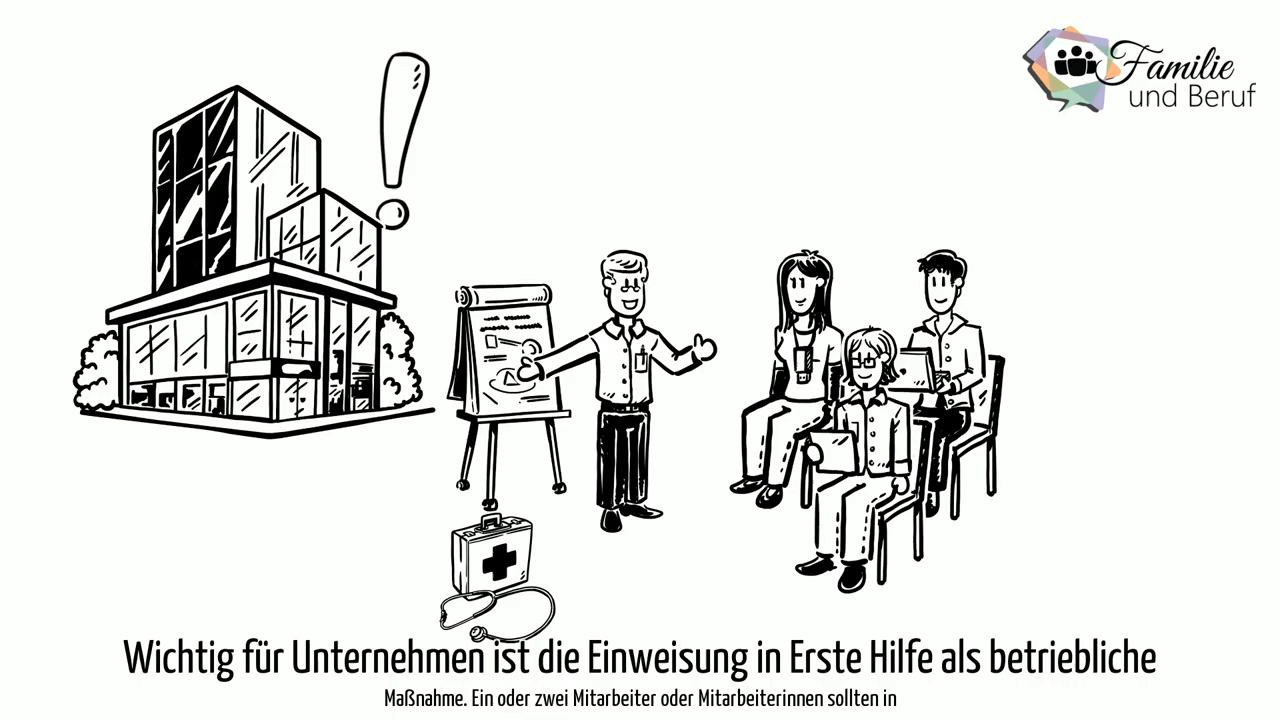 Familie
und Beruf
Wichtig für Unternehmen ist die Einweisung in Erste Hilfe als betriebliche
Maßnahme. Ein oder zwei Mitarbeiter oder Mitarbeiterinnen sollten in